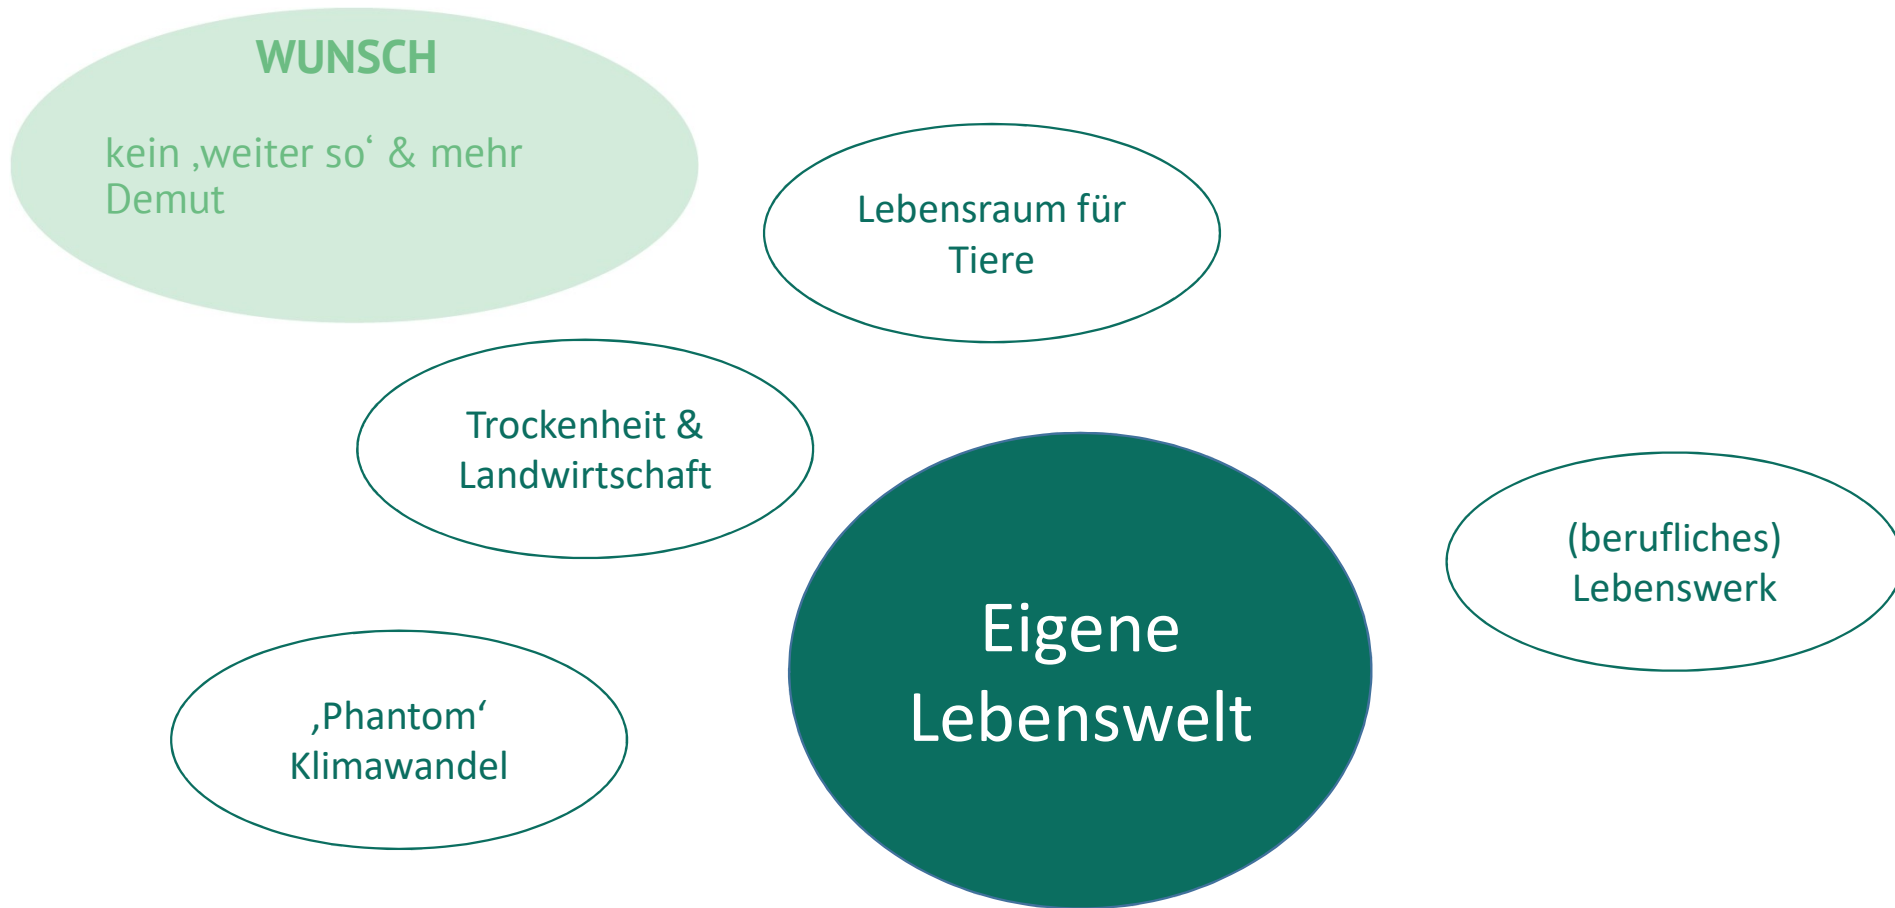 WUNSCH
kein ‚weiter so‘ & mehr
Demut
Lebensraum für
Tiere
Trockenheit &
Landwirtschaft
(berufliches)
Lebenswerk
Eigene
Lebenswelt
‚Phantom‘
Klimawandel